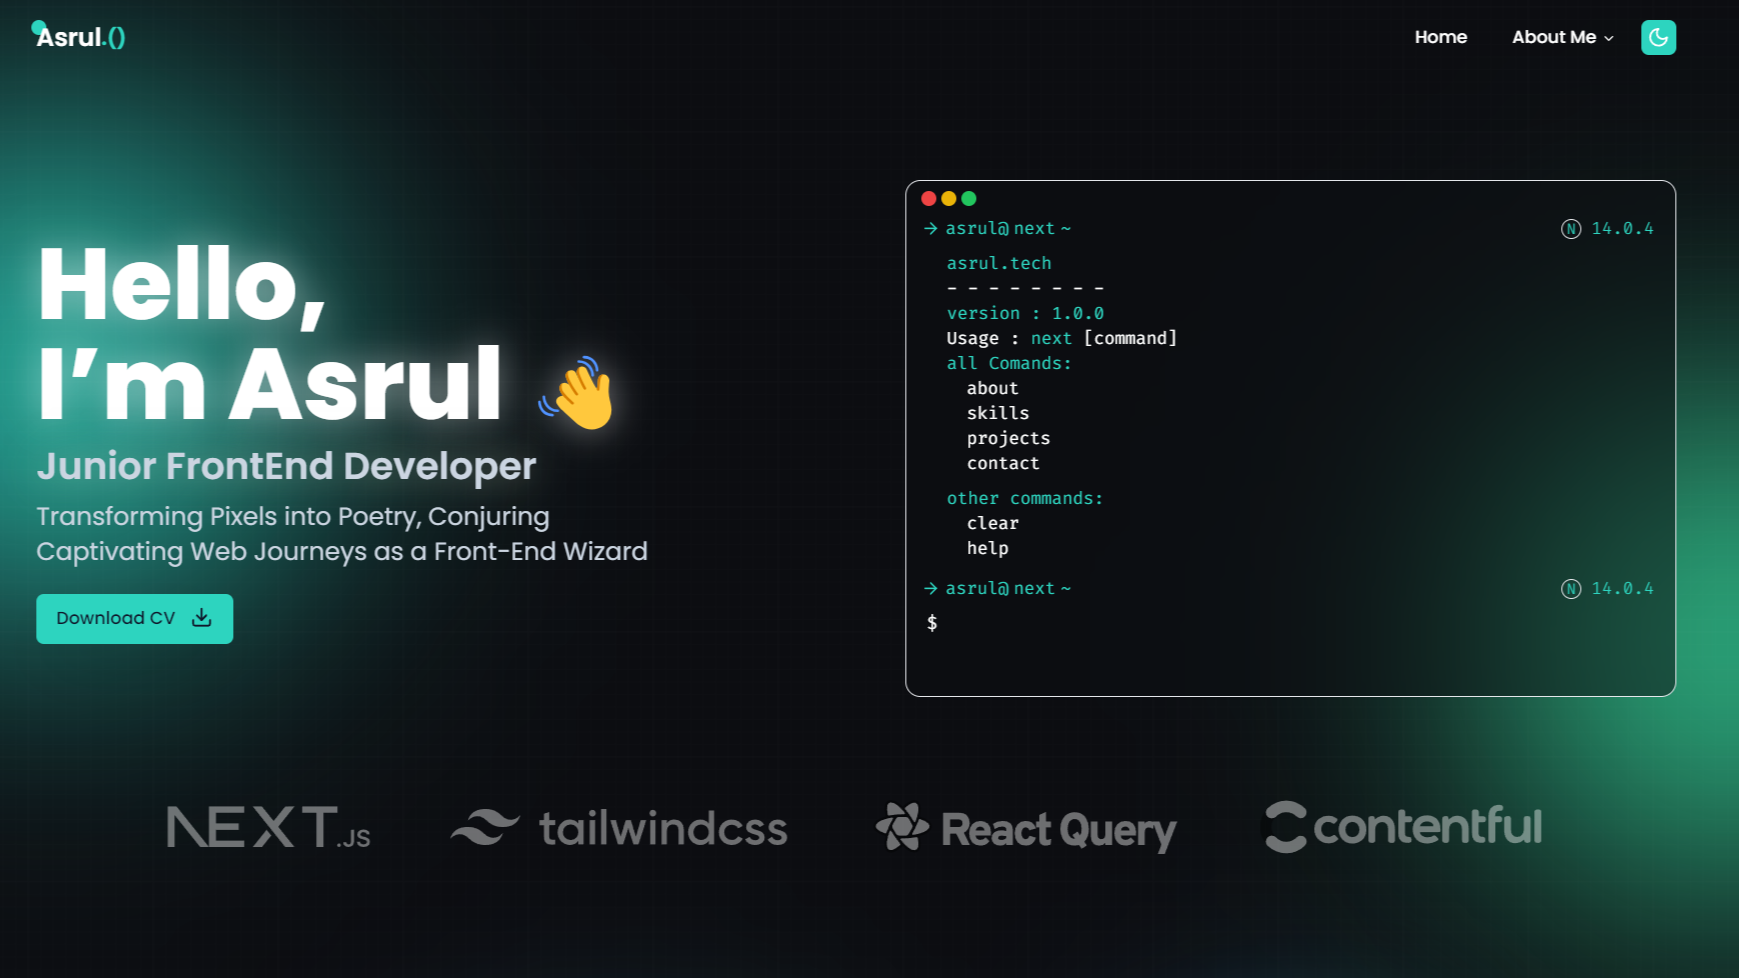 Asrul.()
Home
About Me
Hello,
I’m Asrul
Junior FrontEnd Developer
Transforming Pixels into Poetry, Conjuring
Captivating Web Journeys as a Front-End Wizard
Download CV
→ asrul@next ~
N 14.0.4
asrul.tech
- - - - - - - -
version : 1.0.0
Usage : next [command]
all Comands:
about
skills
projects
contact
other commands:
clear
help
→ asrul@next ~
N 14.0.4
$
NEXT.JS
tailwindcss
React Query
contentful